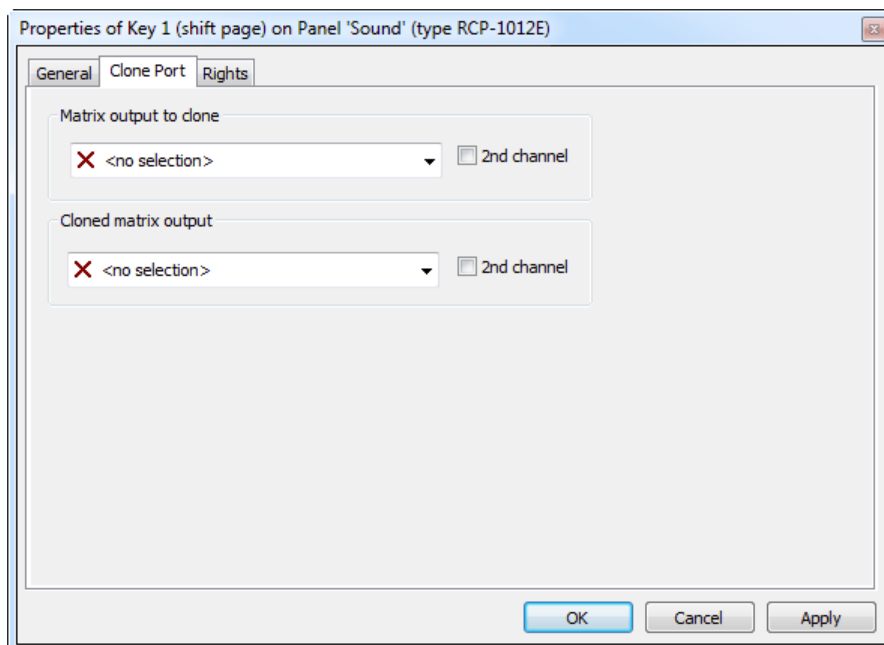 Properties of Key 1 (shift page) on Panel 'Sound' (type RCP-1012E)
General Clone Port Rights
Matrix output to clone
<no selection> 2nd channel
Cloned matrix output
<no selection> 2nd channel
OK Cancel Apply